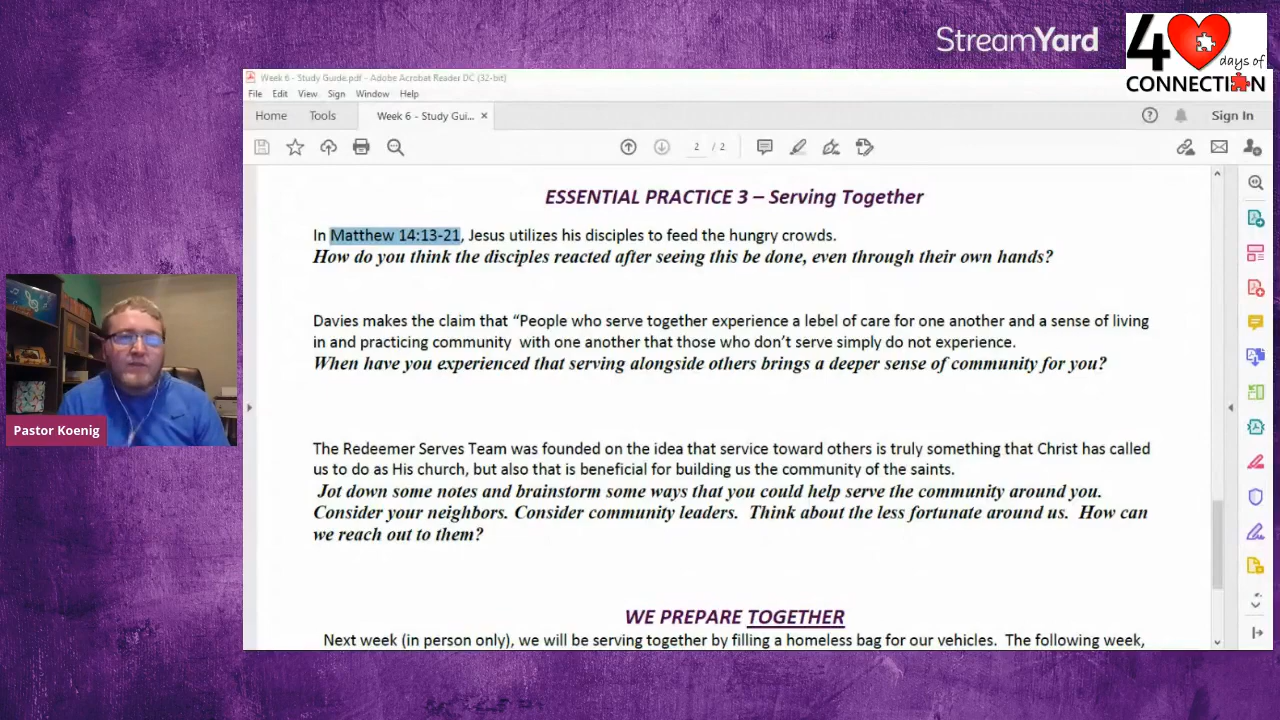 StreamYard
40 days of
CONNECTION
Week 6 - Study Grude.pdf - Adobe Acrobat Reader DC (32-bit)
File Edit View Sign Window Help
Home Tools Week 6 - Study Gui... × Sign In
2 / 2
ESSENTIAL PRACTICE 3 – Serving Together
In Matthew 14:13-21, Jesus utilizes his disciples to feed the hungry crowds.
How do you think the disciples reacted after seeing this be done, even through their own hands?
Davies makes the claim that “People who serve together experience a lebel of care for one another and a sense of living
in and practicing community with one another that those who don’t serve simply do not experience.
When have you experienced that serving alongside others brings a deeper sense of community for you?
The Redeemer Serves Team was founded on the idea that service toward others is truly something that Christ has called
us to do as His church, but also that is beneficial for building us the community of the saints.
Jot down some notes and brainstorm some ways that you could help serve the community around you.
Consider your neighbors. Consider community leaders. Think about the less fortunate around us. How can
we reach out to them?
WE PREPARE TOGETHER
Next week (in person only), we will be serving together by filling a homeless bag for our vehicles. The following week,
Pastor Koenig